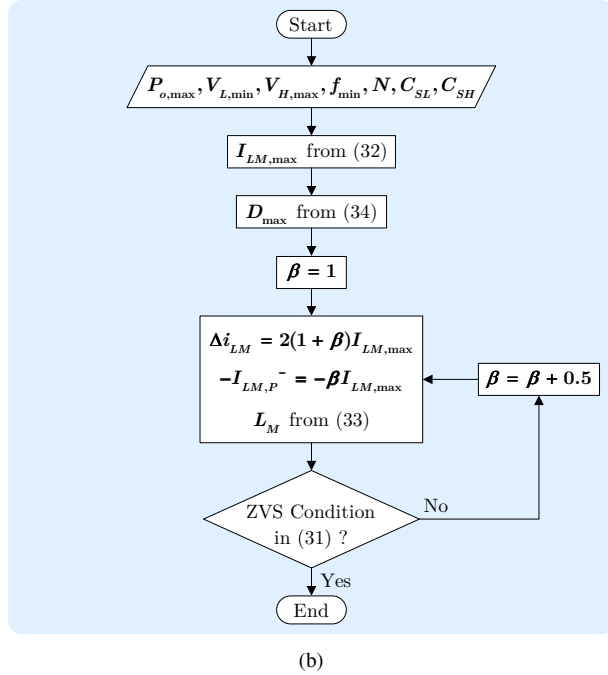 Start
P_{o,max}, V_{L,min}, V_{H,max}, f_{min}, N, C_{SL}, C_{SH}
I_{LM,max} from (32)
D_{max} from (34)
β = 1
Δi_{LM} = 2(1 + β)I_{LM,max}
−I_{LM,P}^{-} = −βI_{LM,max}
L_M from (33)
β = β + 0.5
ZVS Condition
in (31) ?
No
Yes
End
(b)